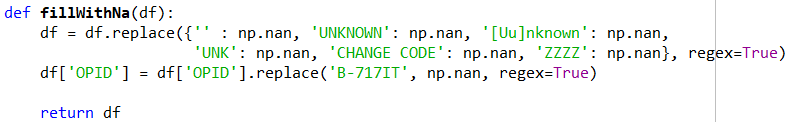 def fillWithNa(df):
    df = df.replace({'' : np.nan, 'UNKNOWN': np.nan, '[Uu]nknown': np.nan,
                     'UNK': np.nan, 'CHANGE CODE': np.nan, 'ZZZZ': np.nan}, regex=True)
    df['OPID'] = df['OPID'].replace('B-717IT', np.nan, regex=True)
    return df